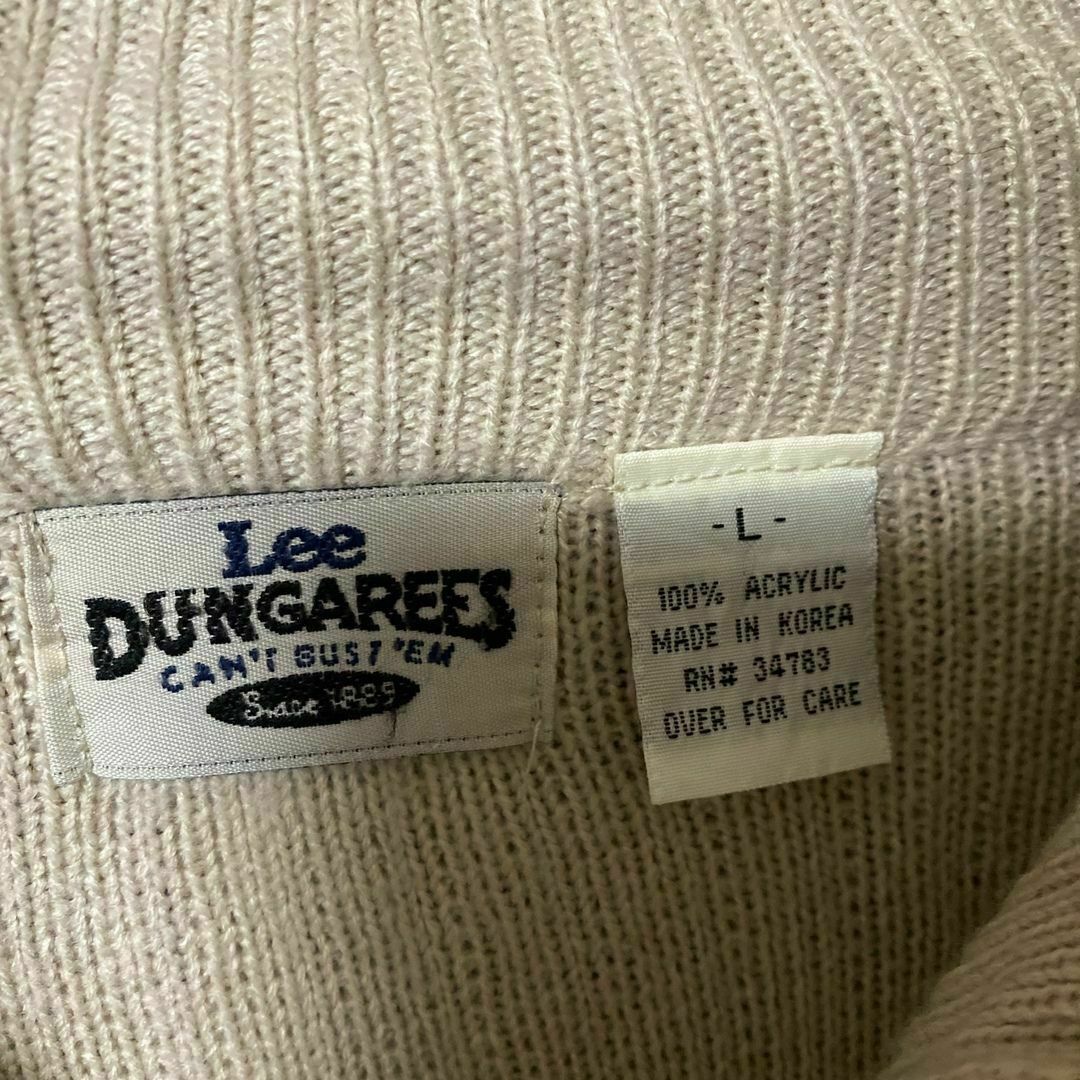 Lee
DUNGAREES
CAN'T BUST 'EM
Since 1889
- L -
100% ACRYLIC
MADE IN KOREA
RN# 34783
OVER FOR CARE